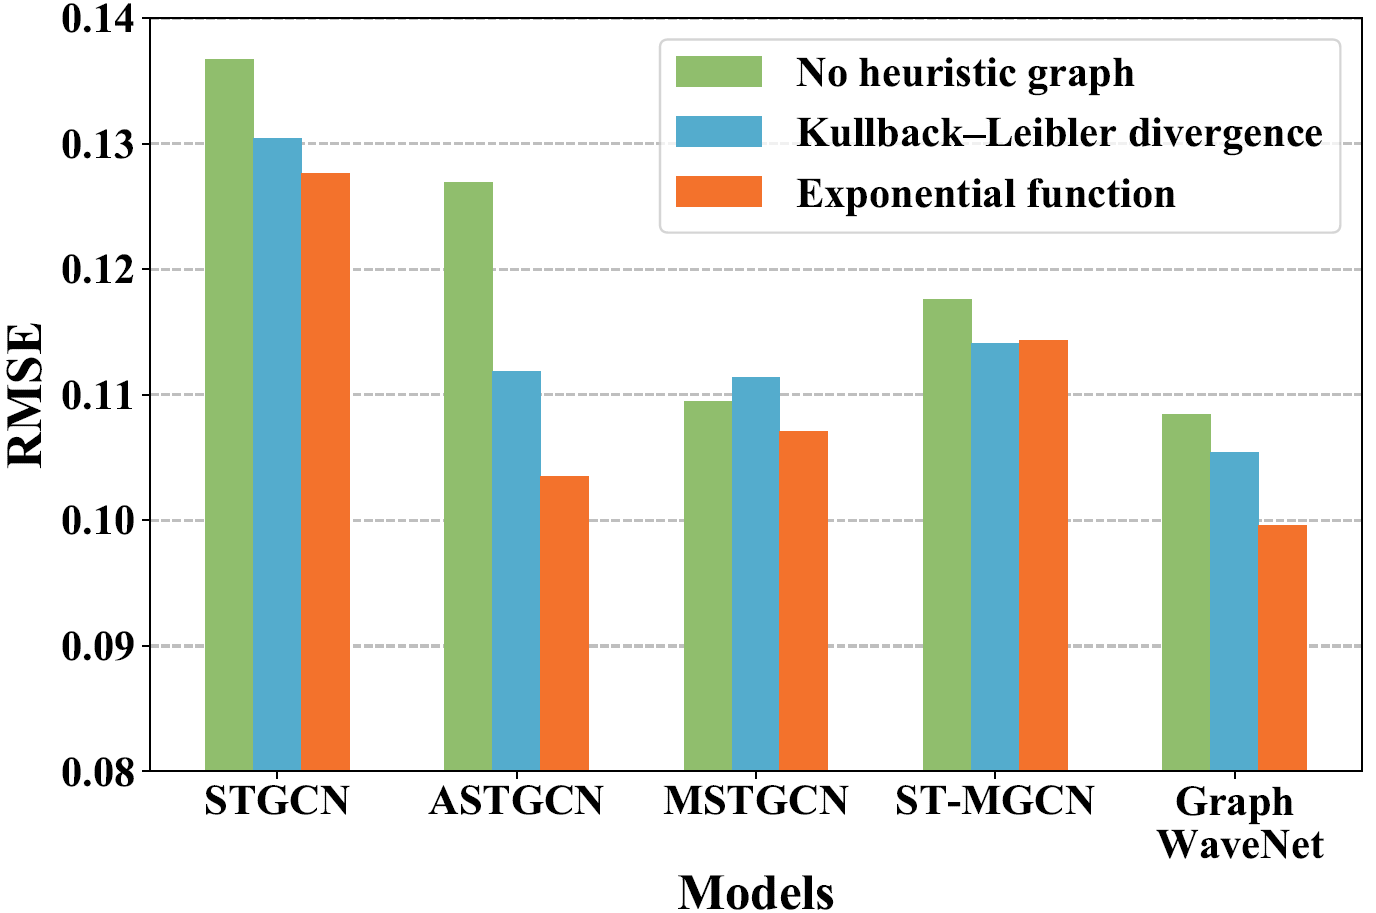 0.14
0.13
0.12
0.11
0.10
0.09
0.08
RMSE
No heuristic graph
Kullback–Leibler divergence
Exponential function
STGCN
ASTGCN
MSTGCN
ST-MGCN
Graph
WaveNet
Models